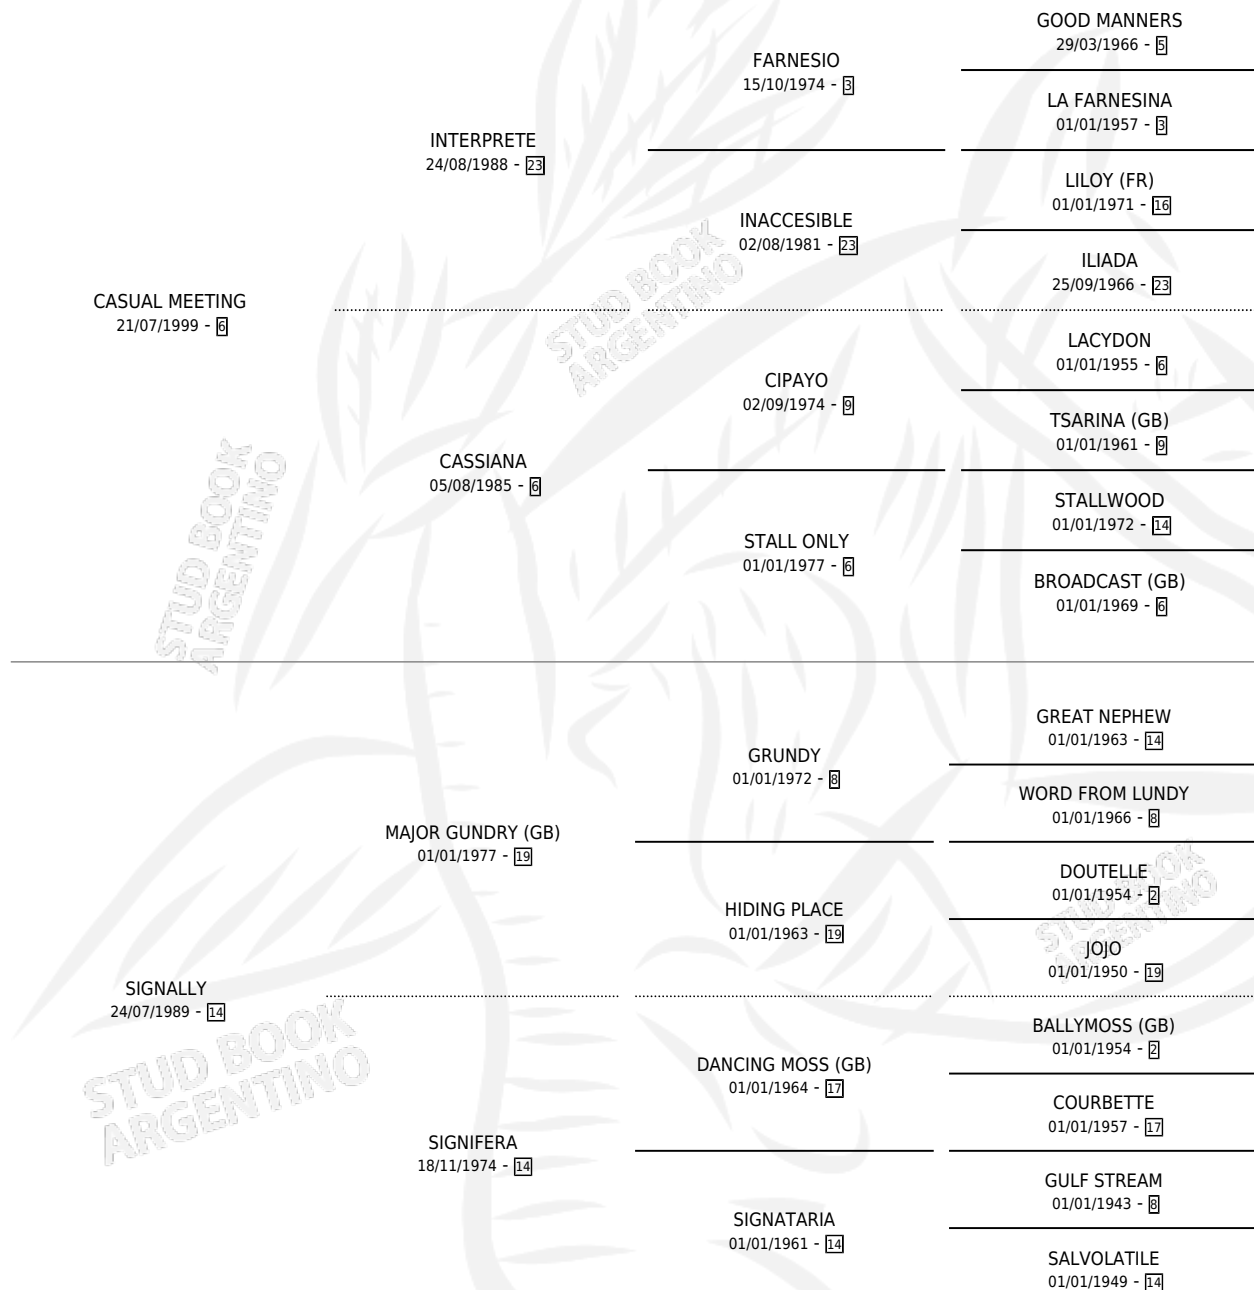 GOOD MANNERS
29/03/1966 - 5
FARNESIO
15/10/1974 - 3
LA FARNESINA
01/01/1957 - 3
INTERPRETE
24/08/1988 - 23
LILOY (FR)
01/01/1971 - 16
INACCESIBLE
02/08/1981 - 23
ILIADA
25/09/1966 - 23
CASUAL MEETING
21/07/1999 - 6
LACYDON
01/01/1955 - 6
CIPAYO
02/09/1974 - 9
TSARINA (GB)
01/01/1961 - 9
CASSIANA
05/08/1985 - 6
STALLWOOD
01/01/1972 - 14
STALL ONLY
01/01/1977 - 6
BROADCAST (GB)
01/01/1969 - 6
GREAT NEPHEW
01/01/1963 - 14
GRUNDY
01/01/1972 - 8
WORD FROM LUNDY
01/01/1966 - 8
MAJOR GUNDRY (GB)
01/01/1977 - 19
DOUTELLE
01/01/1954 - 2
HIDING PLACE
01/01/1963 - 19
JOJO
01/01/1950 - 19
SIGNALLY
24/07/1989 - 14
BALLYMOSS (GB)
01/01/1954 - 2
DANCING MOSS (GB)
01/01/1964 - 17
COURBETTE
01/01/1957 - 17
SIGNIFERA
18/11/1974 - 14
GULF STREAM
01/01/1943 - 8
SIGNATARIA
01/01/1961 - 14
SALVOLATILE
01/01/1949 - 14
STUD BOOK
ARGENTINO
STUD BOOK
ARGENTINO
STUD BOOK
ARGENTINO
STUD BOOK
ARGENTINO